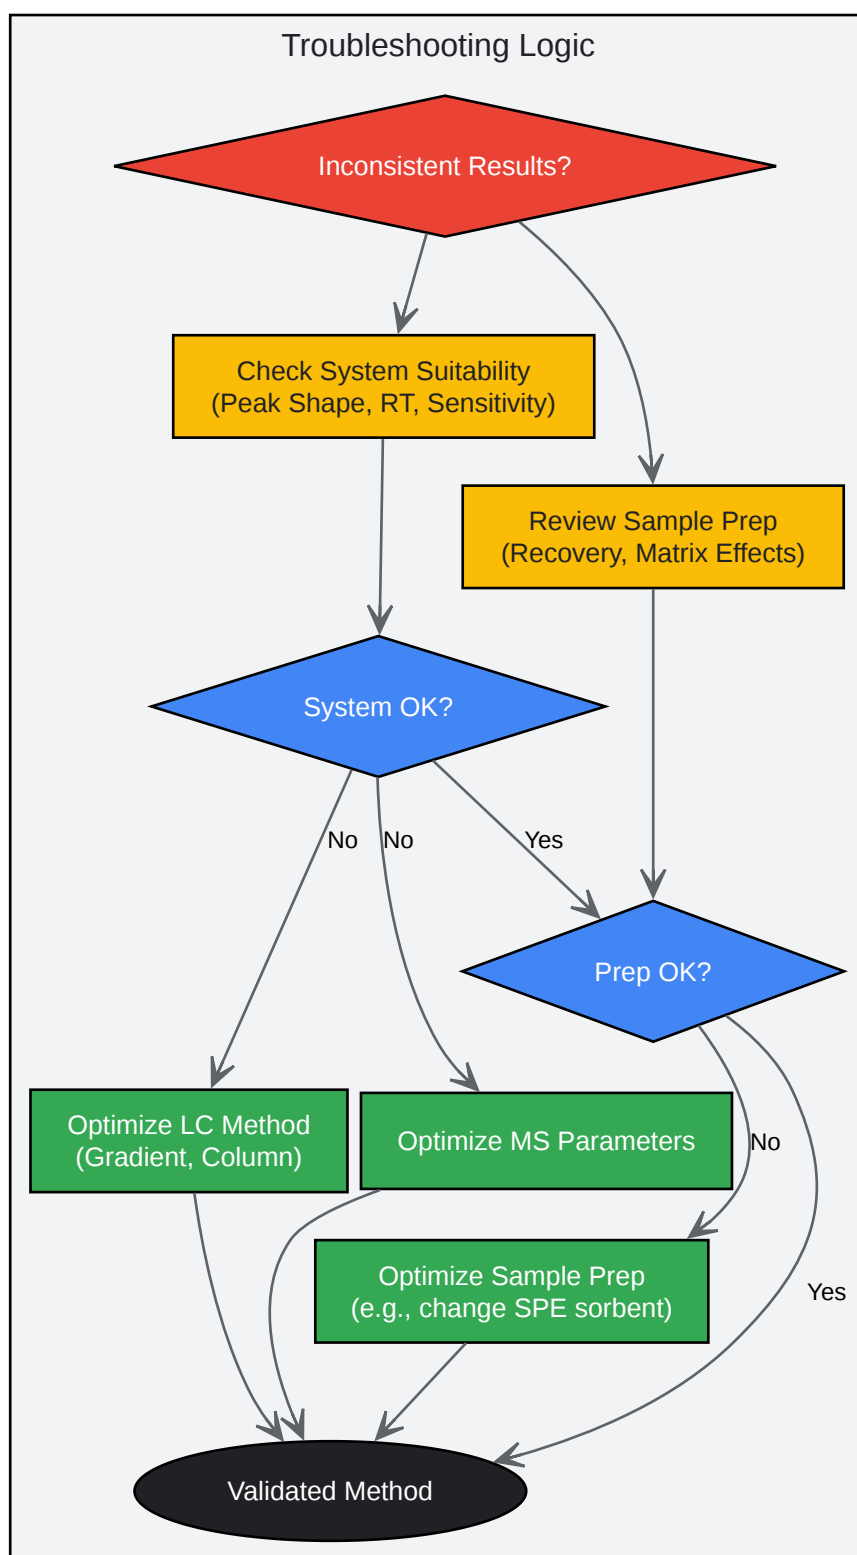 Troubleshooting Logic
Inconsistent Results?
Check System Suitability
(Peak Shape, RT, Sensitivity)
Review Sample Prep
(Recovery, Matrix Effects)
System OK?
No
No
Yes
Prep OK?
Optimize LC Method
(Gradient, Column)
Optimize MS Parameters
No
Optimize Sample Prep
(e.g., change SPE sorbent)
Yes
Validated Method